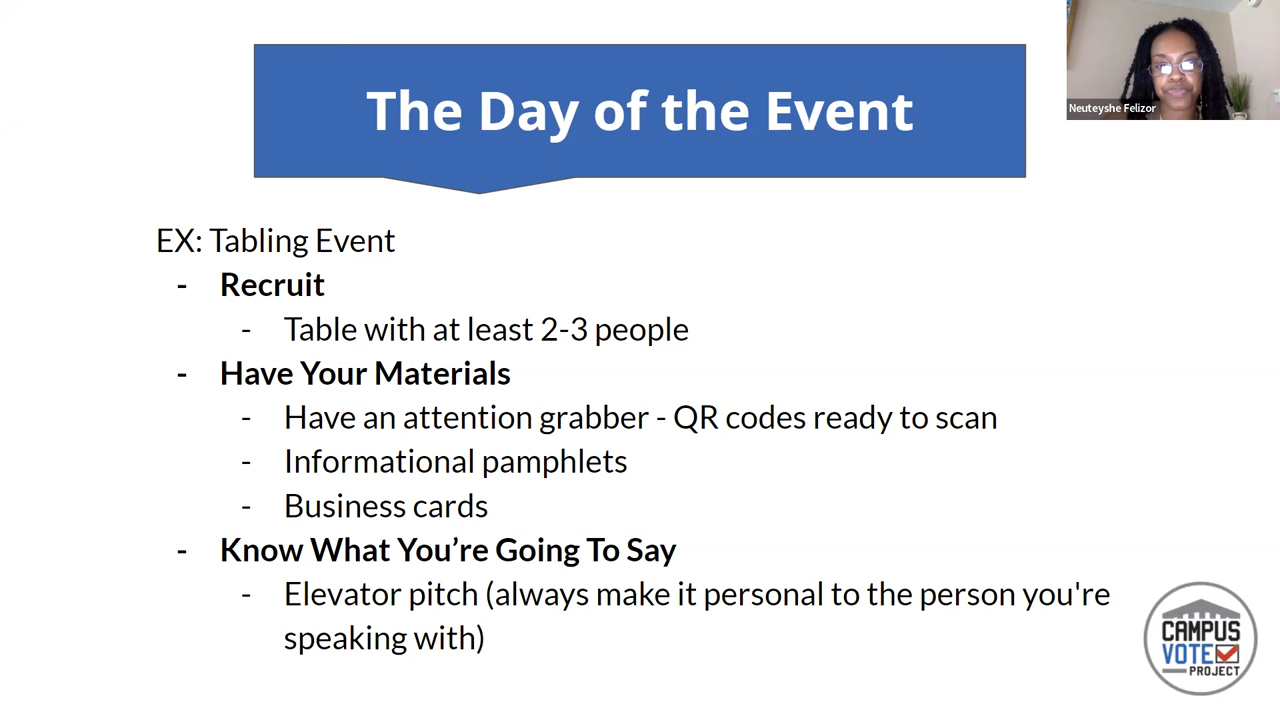 The Day of the Event
Neuteyshe Felizor
EX: Tabling Event
- Recruit
- Table with at least 2-3 people
- Have Your Materials
- Have an attention grabber - QR codes ready to scan
- Informational pamphlets
- Business cards
- Know What You’re Going To Say
- Elevator pitch (always make it personal to the person you're
speaking with)
CAMPUS
VOTE
PROJECT